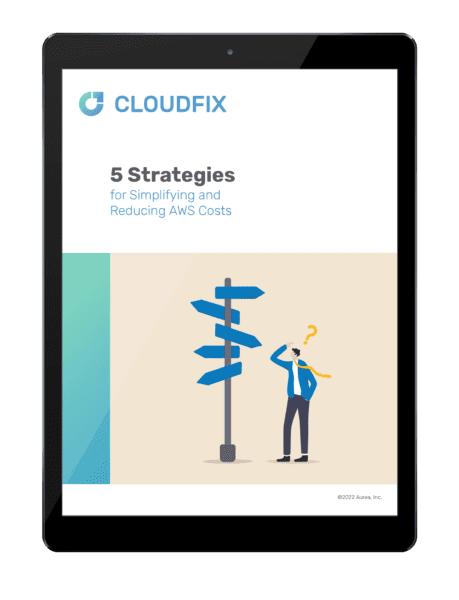 CLOUDFIX
5 Strategies
for Simplifying and
Reducing AWS Costs
?
©2022 Aurea, Inc.